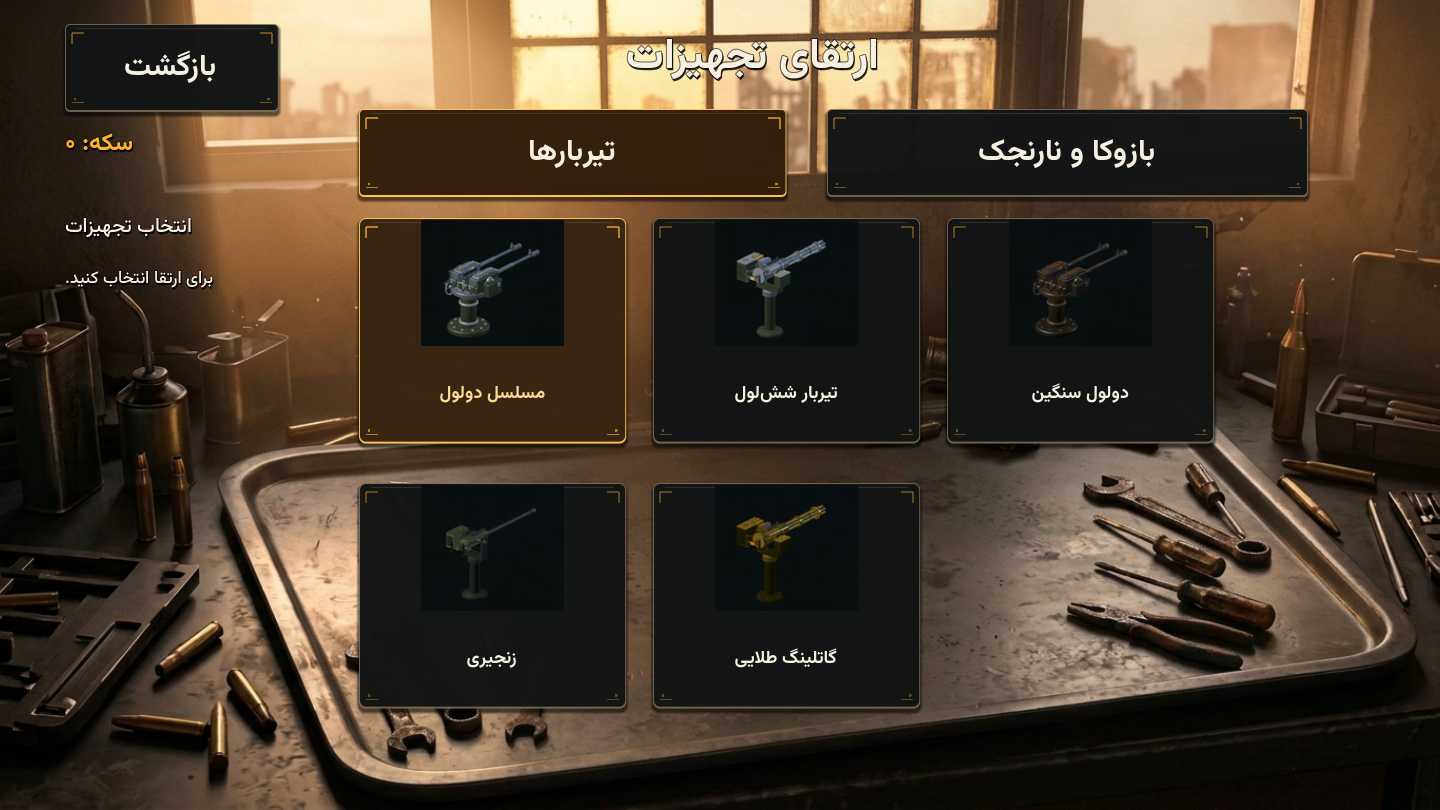 بازگشت
ارتقای تجهیزات
سکه: ۰
بازوکا و نارنجک
تیربارها
انتخاب تجهیزات
برای ارتقا انتخاب کنید.
دولول سنگین
تیربار شش‌لول
مسلسل دولول
گاتلینگ طلایی
زنجیری